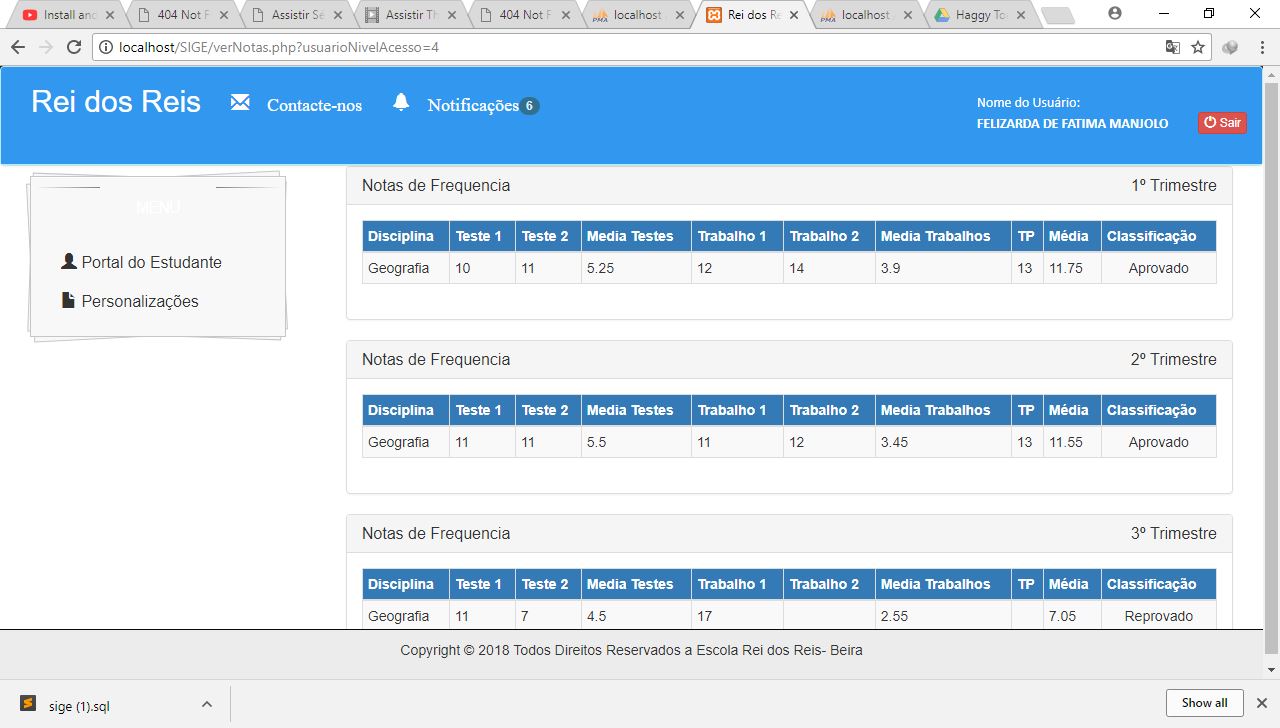 Install and
404 Not F
Assistir Sé
Assistir Th
404 Not F
localhost
Rei dos Re
localhost
Haggy To
localhost/SIGE/verNotas.php?usuarioNivelAcesso=4
Rei dos Reis Contacte-nos Notificações 6
Nome do Usuário:
FELIZARDA DE FATIMA MANJOLO
Sair
MENU
Portal do Estudante
Personalizações
Notas de Frequencia 1º Trimestre
Disciplina Teste 1 Teste 2 Media Testes Trabalho 1 Trabalho 2 Media Trabalhos TP Média Classificação
Geografia 10 11 5.25 12 14 3.9 13 11.75 Aprovado
Notas de Frequencia 2º Trimestre
Disciplina Teste 1 Teste 2 Media Testes Trabalho 1 Trabalho 2 Media Trabalhos TP Média Classificação
Geografia 11 11 5.5 11 12 3.45 13 11.55 Aprovado
Notas de Frequencia 3º Trimestre
Disciplina Teste 1 Teste 2 Media Testes Trabalho 1 Trabalho 2 Media Trabalhos TP Média Classificação
Geografia 11 7 4.5 17 2.55 7.05 Reprovado
Copyright © 2018 Todos Direitos Reservados a Escola Rei dos Reis- Beira
sige (1).sql
Show all